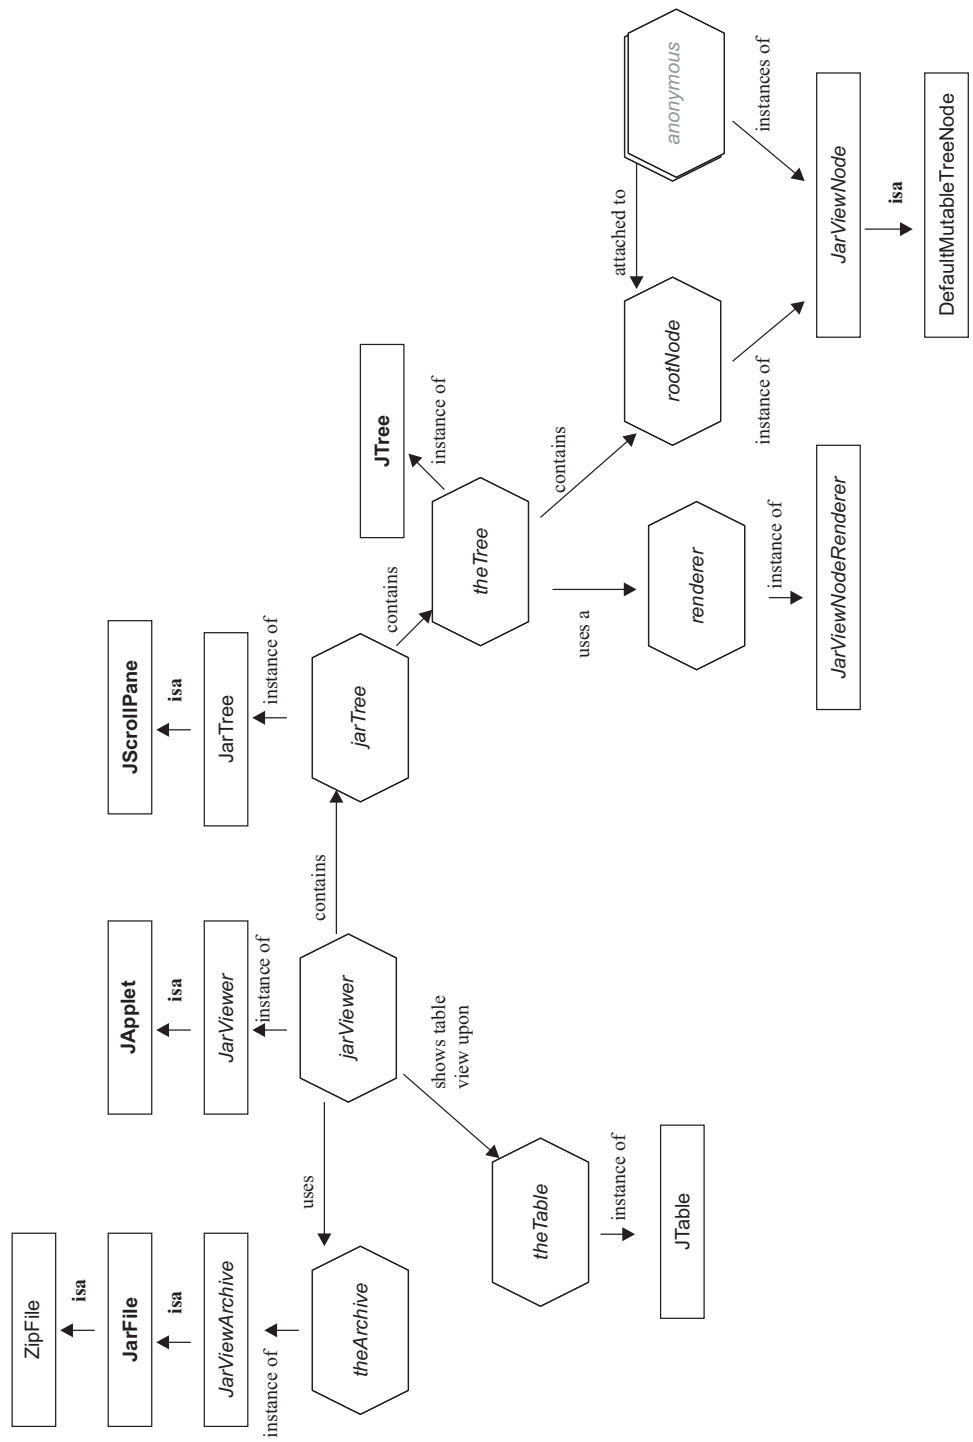 ZipFile
isa
JarFile
isa
JarViewArchive
instance of
theArchive
uses
JApplet
isa
JarViewer
instance of
jarViewer
shows table
view upon
theTable
instance of
JTable
contains
JScrollPane
isa
JarTree
instance of
jarTree
contains
JTree
instance of
theTree
uses a
renderer
instance of
JarViewNodeRenderer
contains
rootNode
instance of
attached to
anonymous
instances of
JarViewNode
isa
DefaultMutableTreeNode